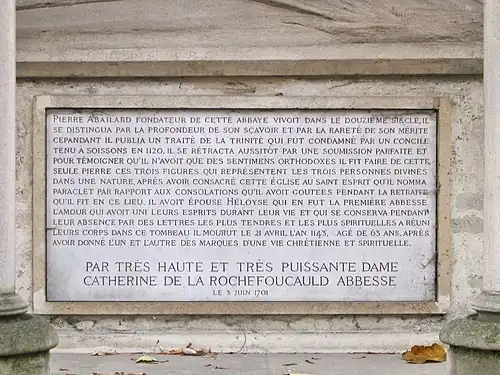 PIERRE ABAILARD FONDATEUR DE CETTE ABBAYE VIVOIT DANS LE DOUZIEME SIECLE, IL
SE DISTINGUA PAR LA PROFONDEUR DE SON SCAVOIR ET PAR LA RARETÉ DE SON MÉRITE
CEPANDANT IL PUBLIA UN TRAITÉ DE LA TRINITÉ QUI FUT CONDAMNÉ PAR UN CONCILE
TENU A SOISSONS EN 1120. IL SE RÉTRACTA AUSSITÔT PAR UNE SOUMISSION PARFAITE ET
POUR TÉMOIGNER QU'IL N'AVOIT QUE DES SENTIMENTS ORTHODOXES IL FIT FAIRE DE CETTE
SEULE PIERRE CES TROIS FIGURES QUI REPRÉSENTENT LES TROIS PERSONNES DIVINES
DANS UNE NATURE, APRÈS AVOIR CONSACRÉ CETTE ÉGLISE AU SAINT ESPRIT QU'IL NOMMA
PARACLET PAR RAPPORT AUX CONSOLATIONS QU'IL AVOIT GOUTÉES PENDANT LA RETRAITE
QU'IL FIT EN CE LIEU. IL AVOIT ÉPOUSÉ HÉLOYSE QUI EN FUT LA PREMIÈRE ABBESSE
L'AMOUR QUI AVOIT UNI LEURS ESPRITS DURANT LEUR VIE ET QUI SE CONSERVA PENDANT
LEUR ABSENCE PAR DES LETTRES LES PLUS TENDRES ET LES PLUS SPIRITUELLES A RÉUNI
LEURS CORPS DANS CE TOMBEAU IL MOURUT LE 21 AVRIL L'AN 1143, AGÉ DE 63 ANS, APRÈS
AVOIR DONNÉ L'UN ET L'AUTRE DES MARQUES D'UNE VIE CHRÉTIENNE ET SPIRITUELLE.
PAR TRÈS HAUTE ET TRÈS PUISSANTE DAME
CATHERINE DE LA ROCHEFOUCAULD ABBESSE
LE 3 JUIN 1701